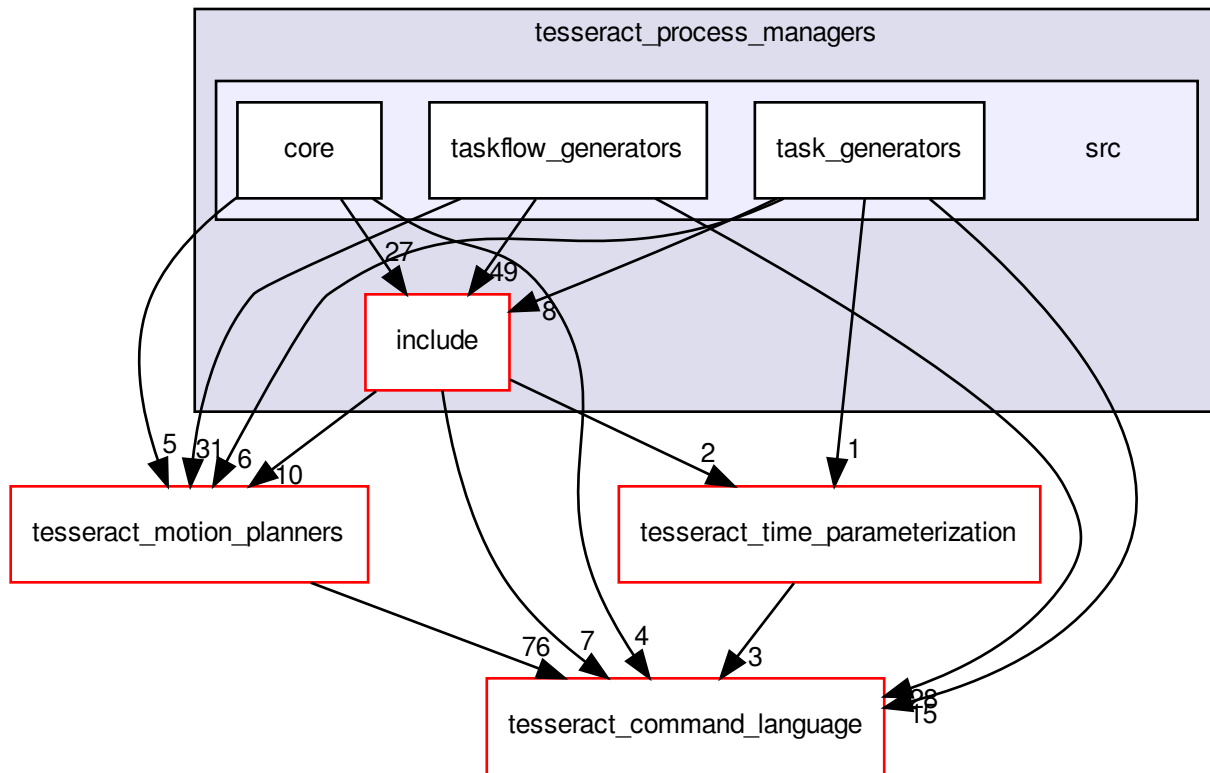 tesseract_process_managers
core
taskflow_generators
task_generators
src
27
49
8
include
5
31
6
10
2
1
tesseract_motion_planners
tesseract_time_parameterization
76
7
4
3
28
15
tesseract_command_language